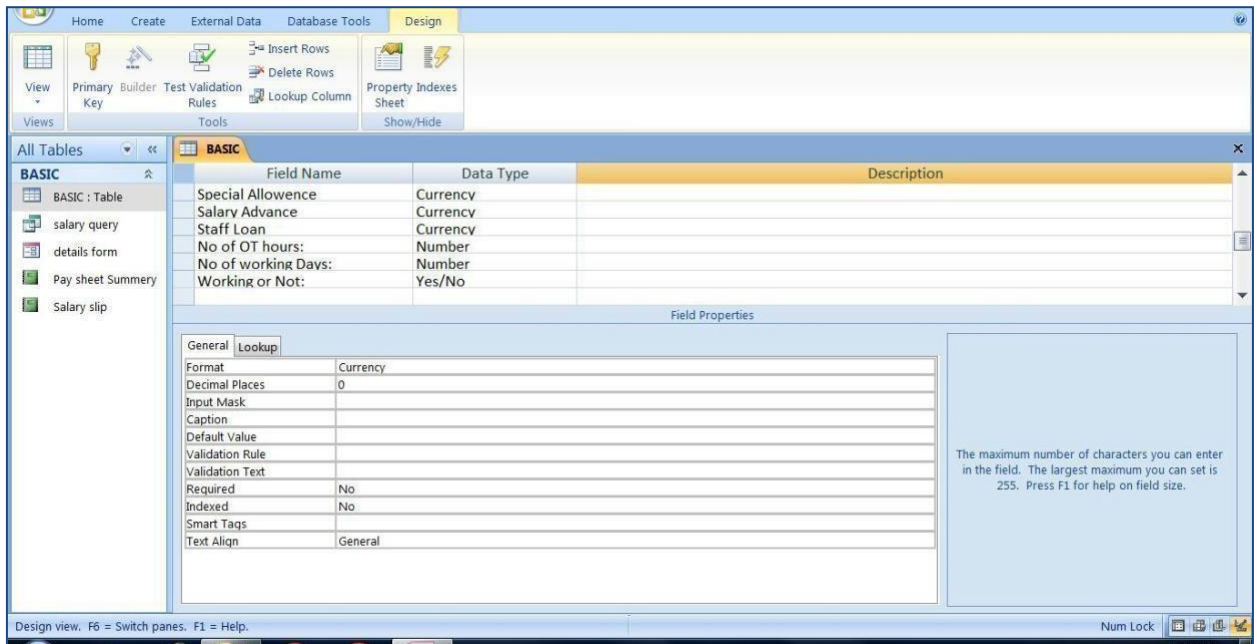 Home Create External Data Database Tools Design
View
Primary Key
Builder
Test Validation Rules
Insert Rows
Delete Rows
Lookup Column
Property Sheet
Indexes
Views Tools Show/Hide
All Tables
BASIC
BASIC : Table
salary query
details form
Pay sheet Summery
Salary slip
BASIC
Field Name Data Type Description
Special Allowence Currency
Salary Advance Currency
Staff Loan Currency
No of OT hours: Number
No of working Days: Number
Working or Not: Yes/No
Field Properties
General Lookup
Format Currency
Decimal Places 0
Input Mask
Caption
Default Value
Validation Rule
Validation Text
Required No
Indexed No
Smart Tags
Text Align General
The maximum number of characters you can enter
in the field. The largest maximum you can set is
255. Press F1 for help on field size.
Design view. F6 = Switch panes. F1 = Help. Num Lock